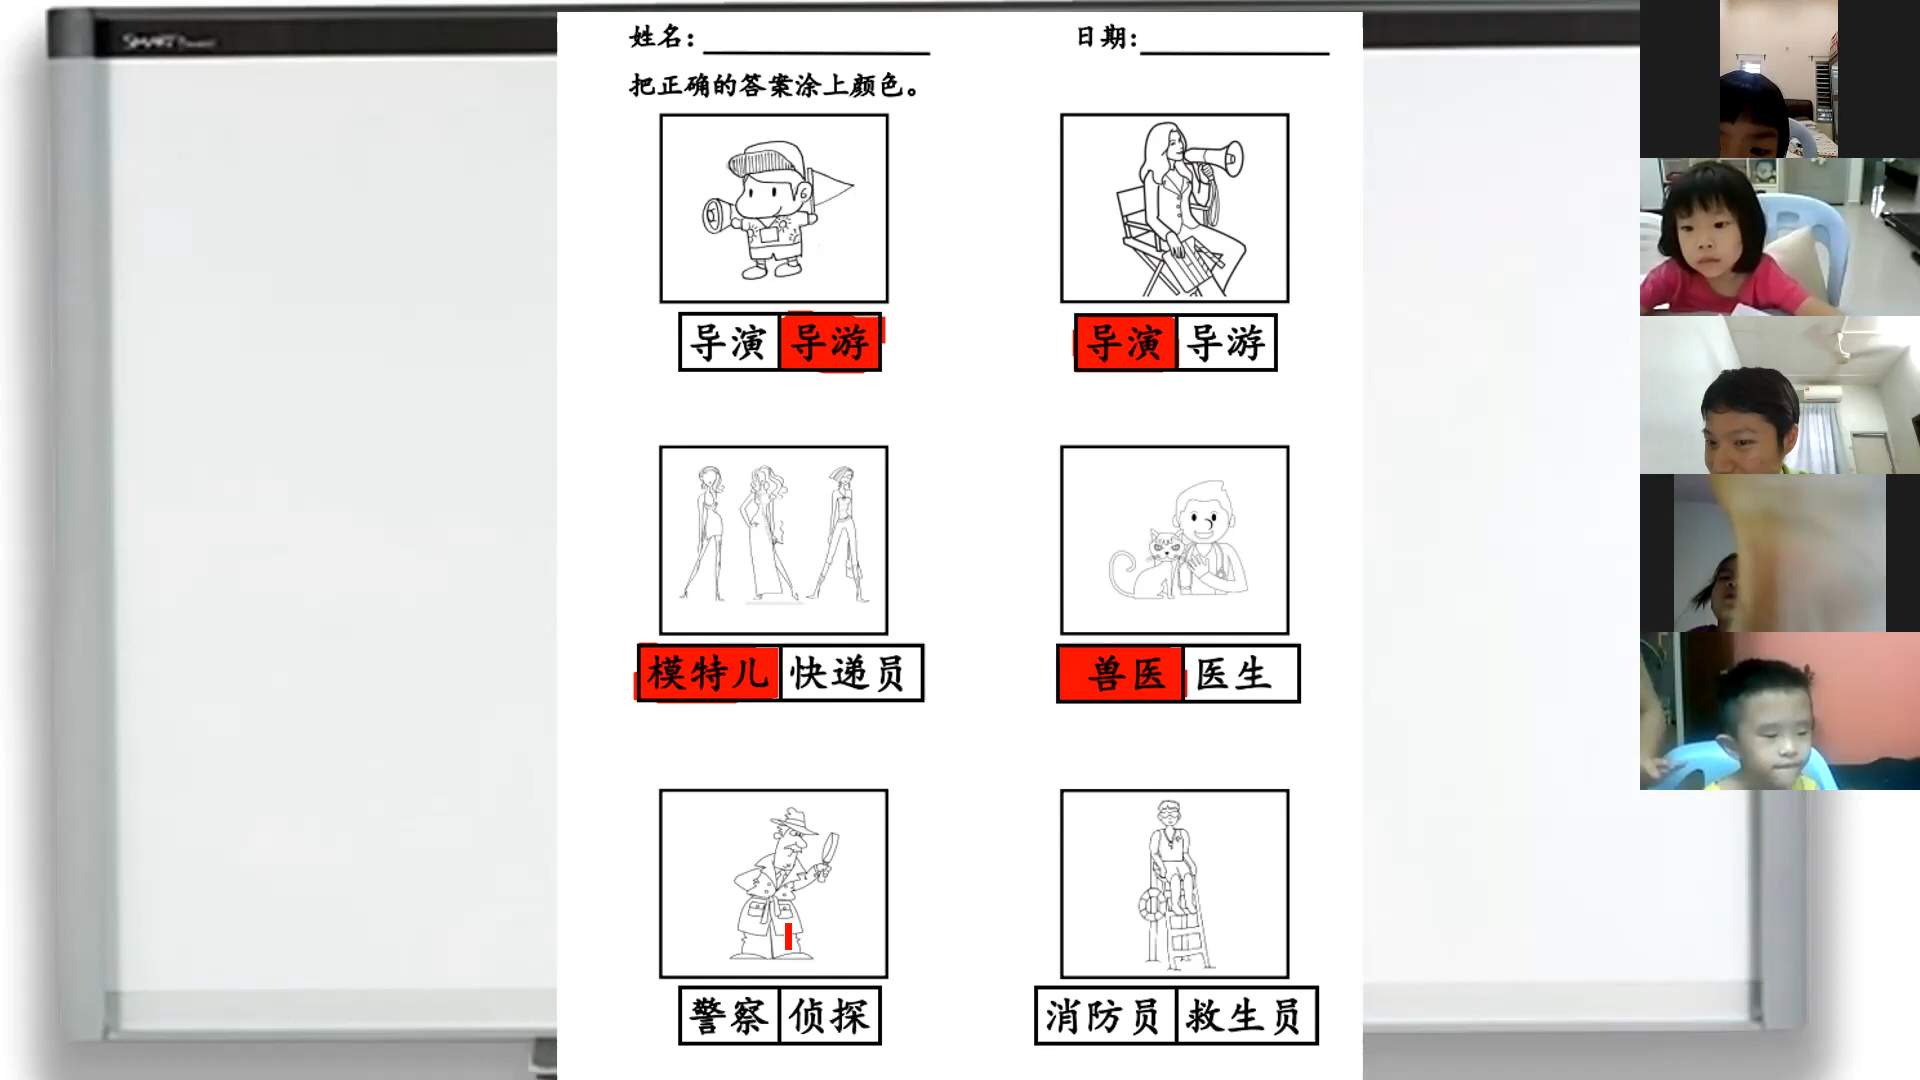 SMART Board
姓名：
日期：
把正确的答案涂上颜色。
导演 导游
导演 导游
模特儿 快递员
兽医 医生
警察 侦探
消防员 救生员